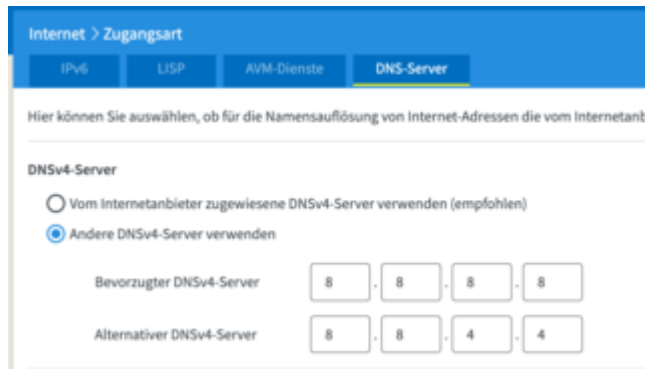 Internet > Zugangsart
IPv6 LISP AVM-Dienste DNS-Server
Hier können Sie auswählen, ob für die Namensauflösung von Internet-Adressen die vom Internetanb
DNSv4-Server
Vom Internetanbieter zugewiesene DNSv4-Server verwenden (empfohlen)
Andere DNSv4-Server verwenden
Bevorzugter DNSv4-Server 8 . 8 . 8 . 8
Alternativer DNSv4-Server 8 . 8 . 4 . 4